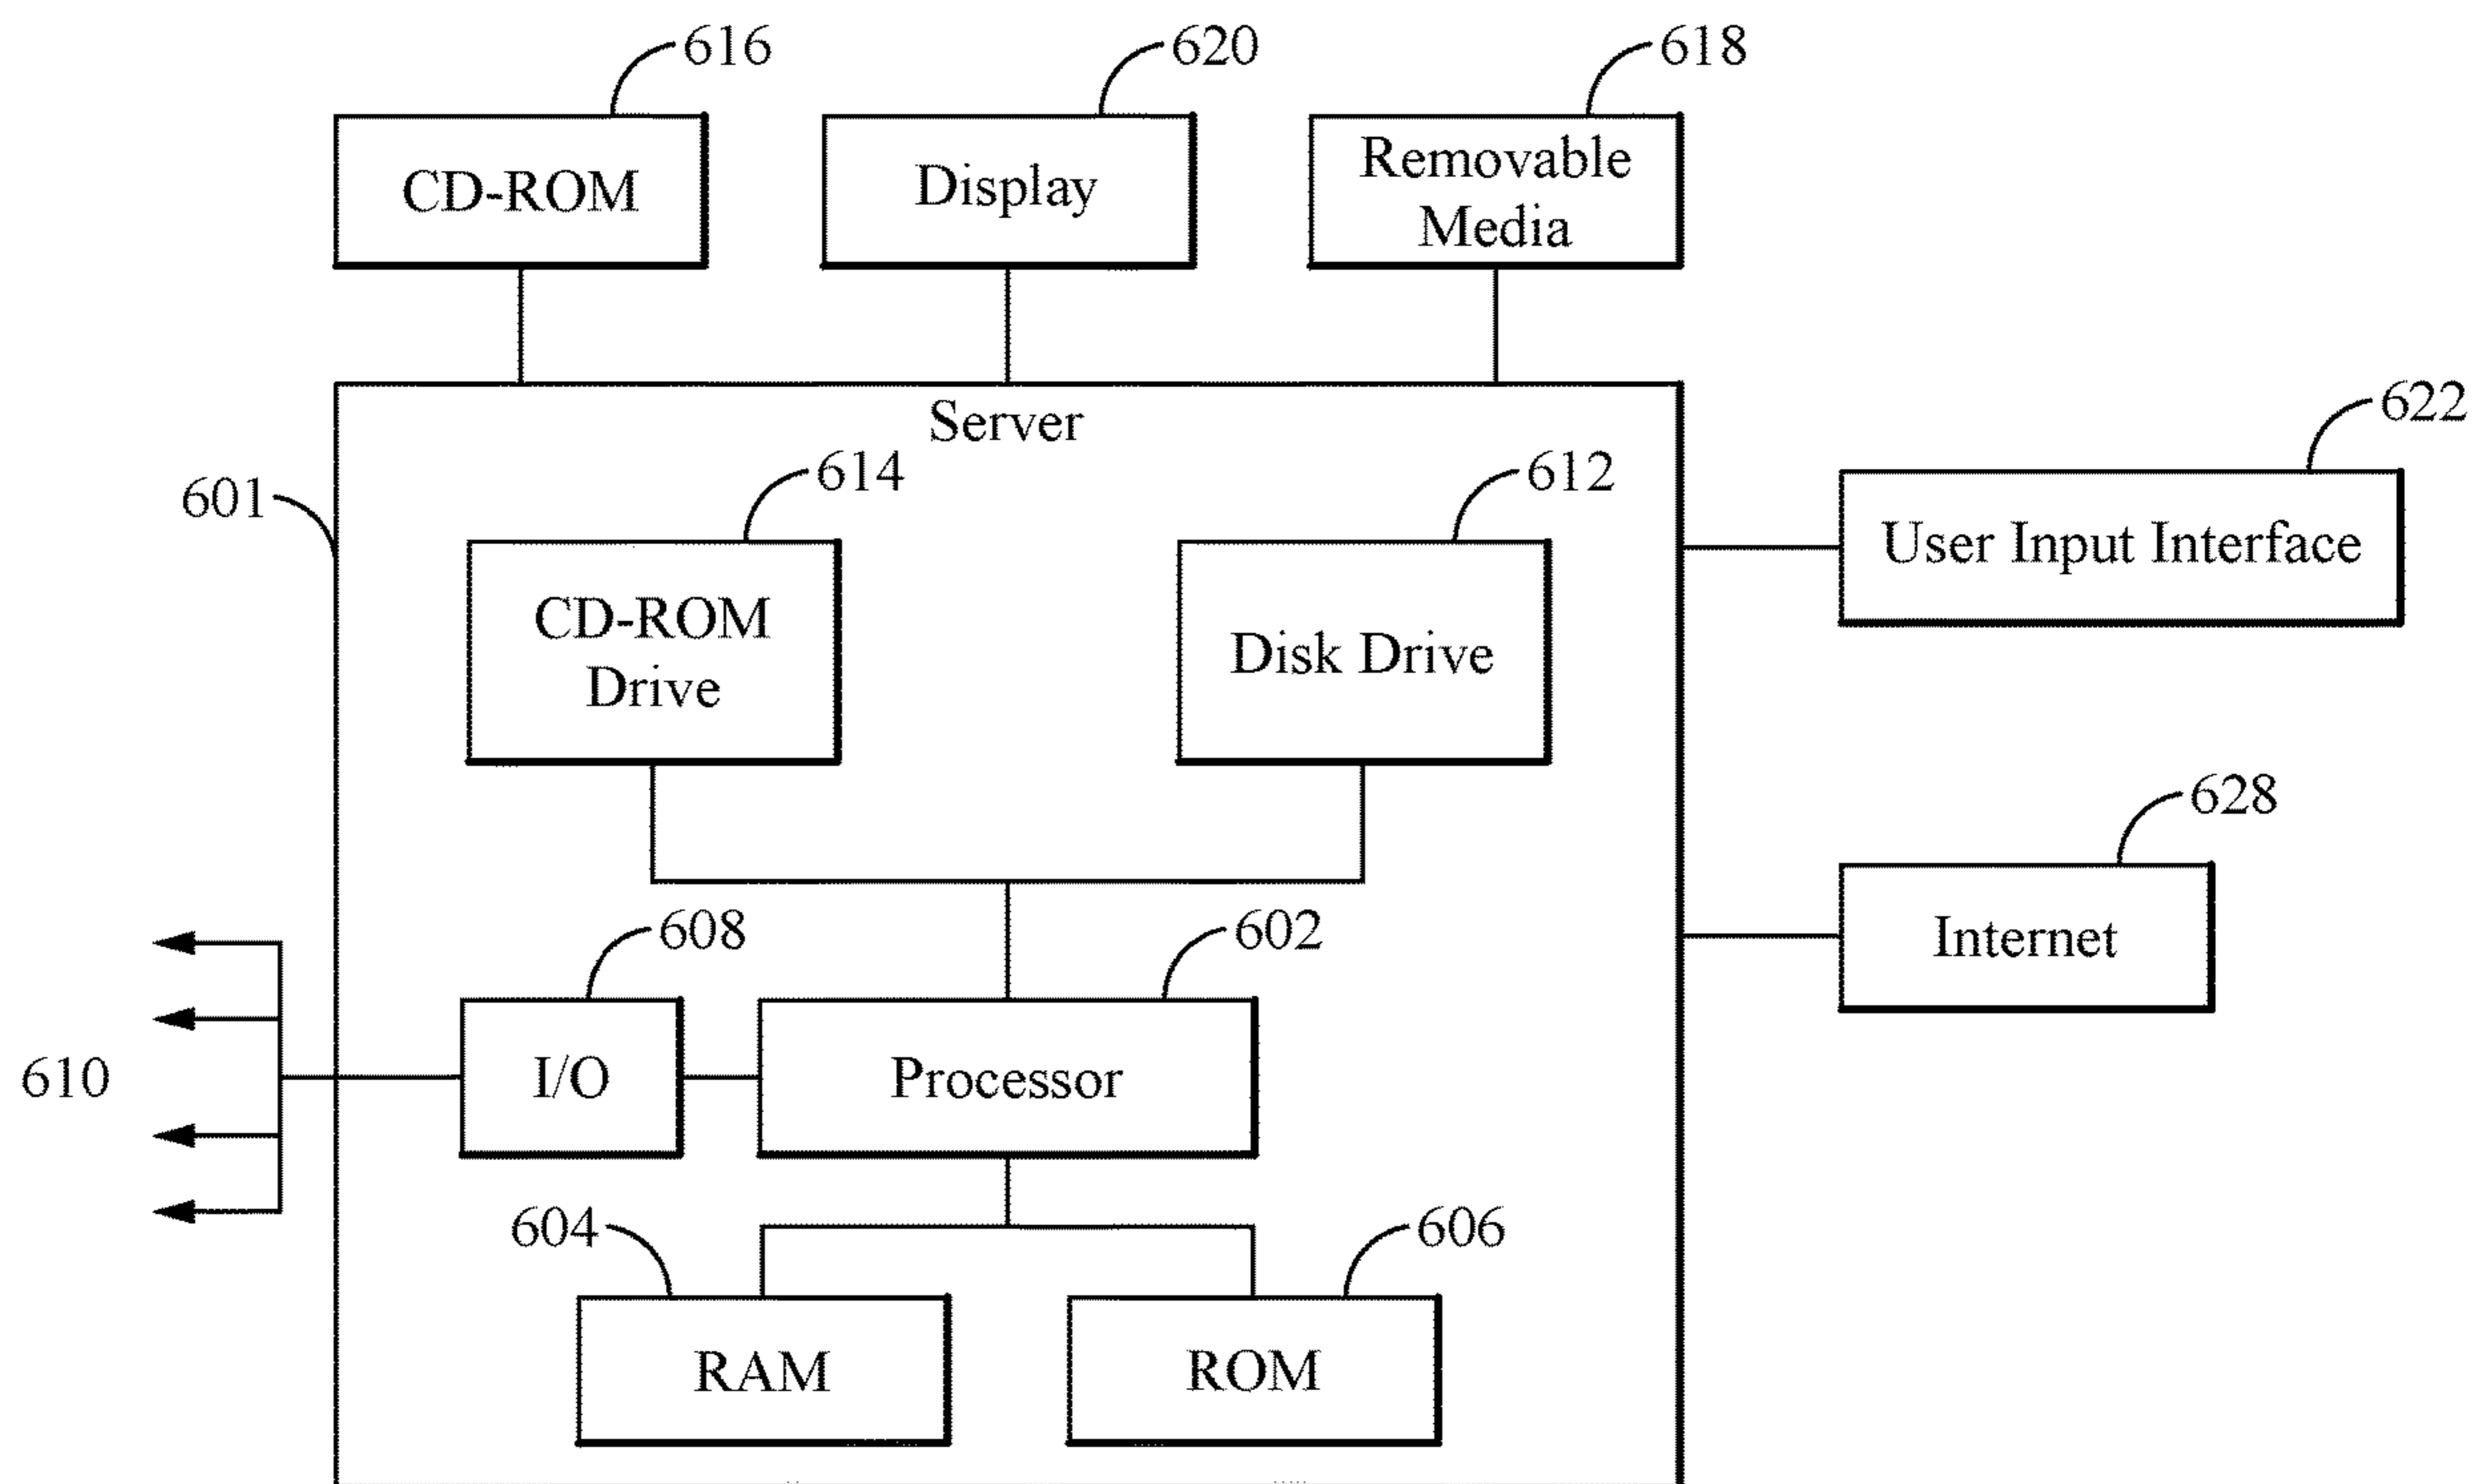 616
620
618
CD-ROM
Display
Removable
Media
Server
622
601
614
612
User Input Interface
CD-ROM
Drive
Disk Drive
628
608
602
Internet
610
I/O
Processor
604
606
RAM
ROM